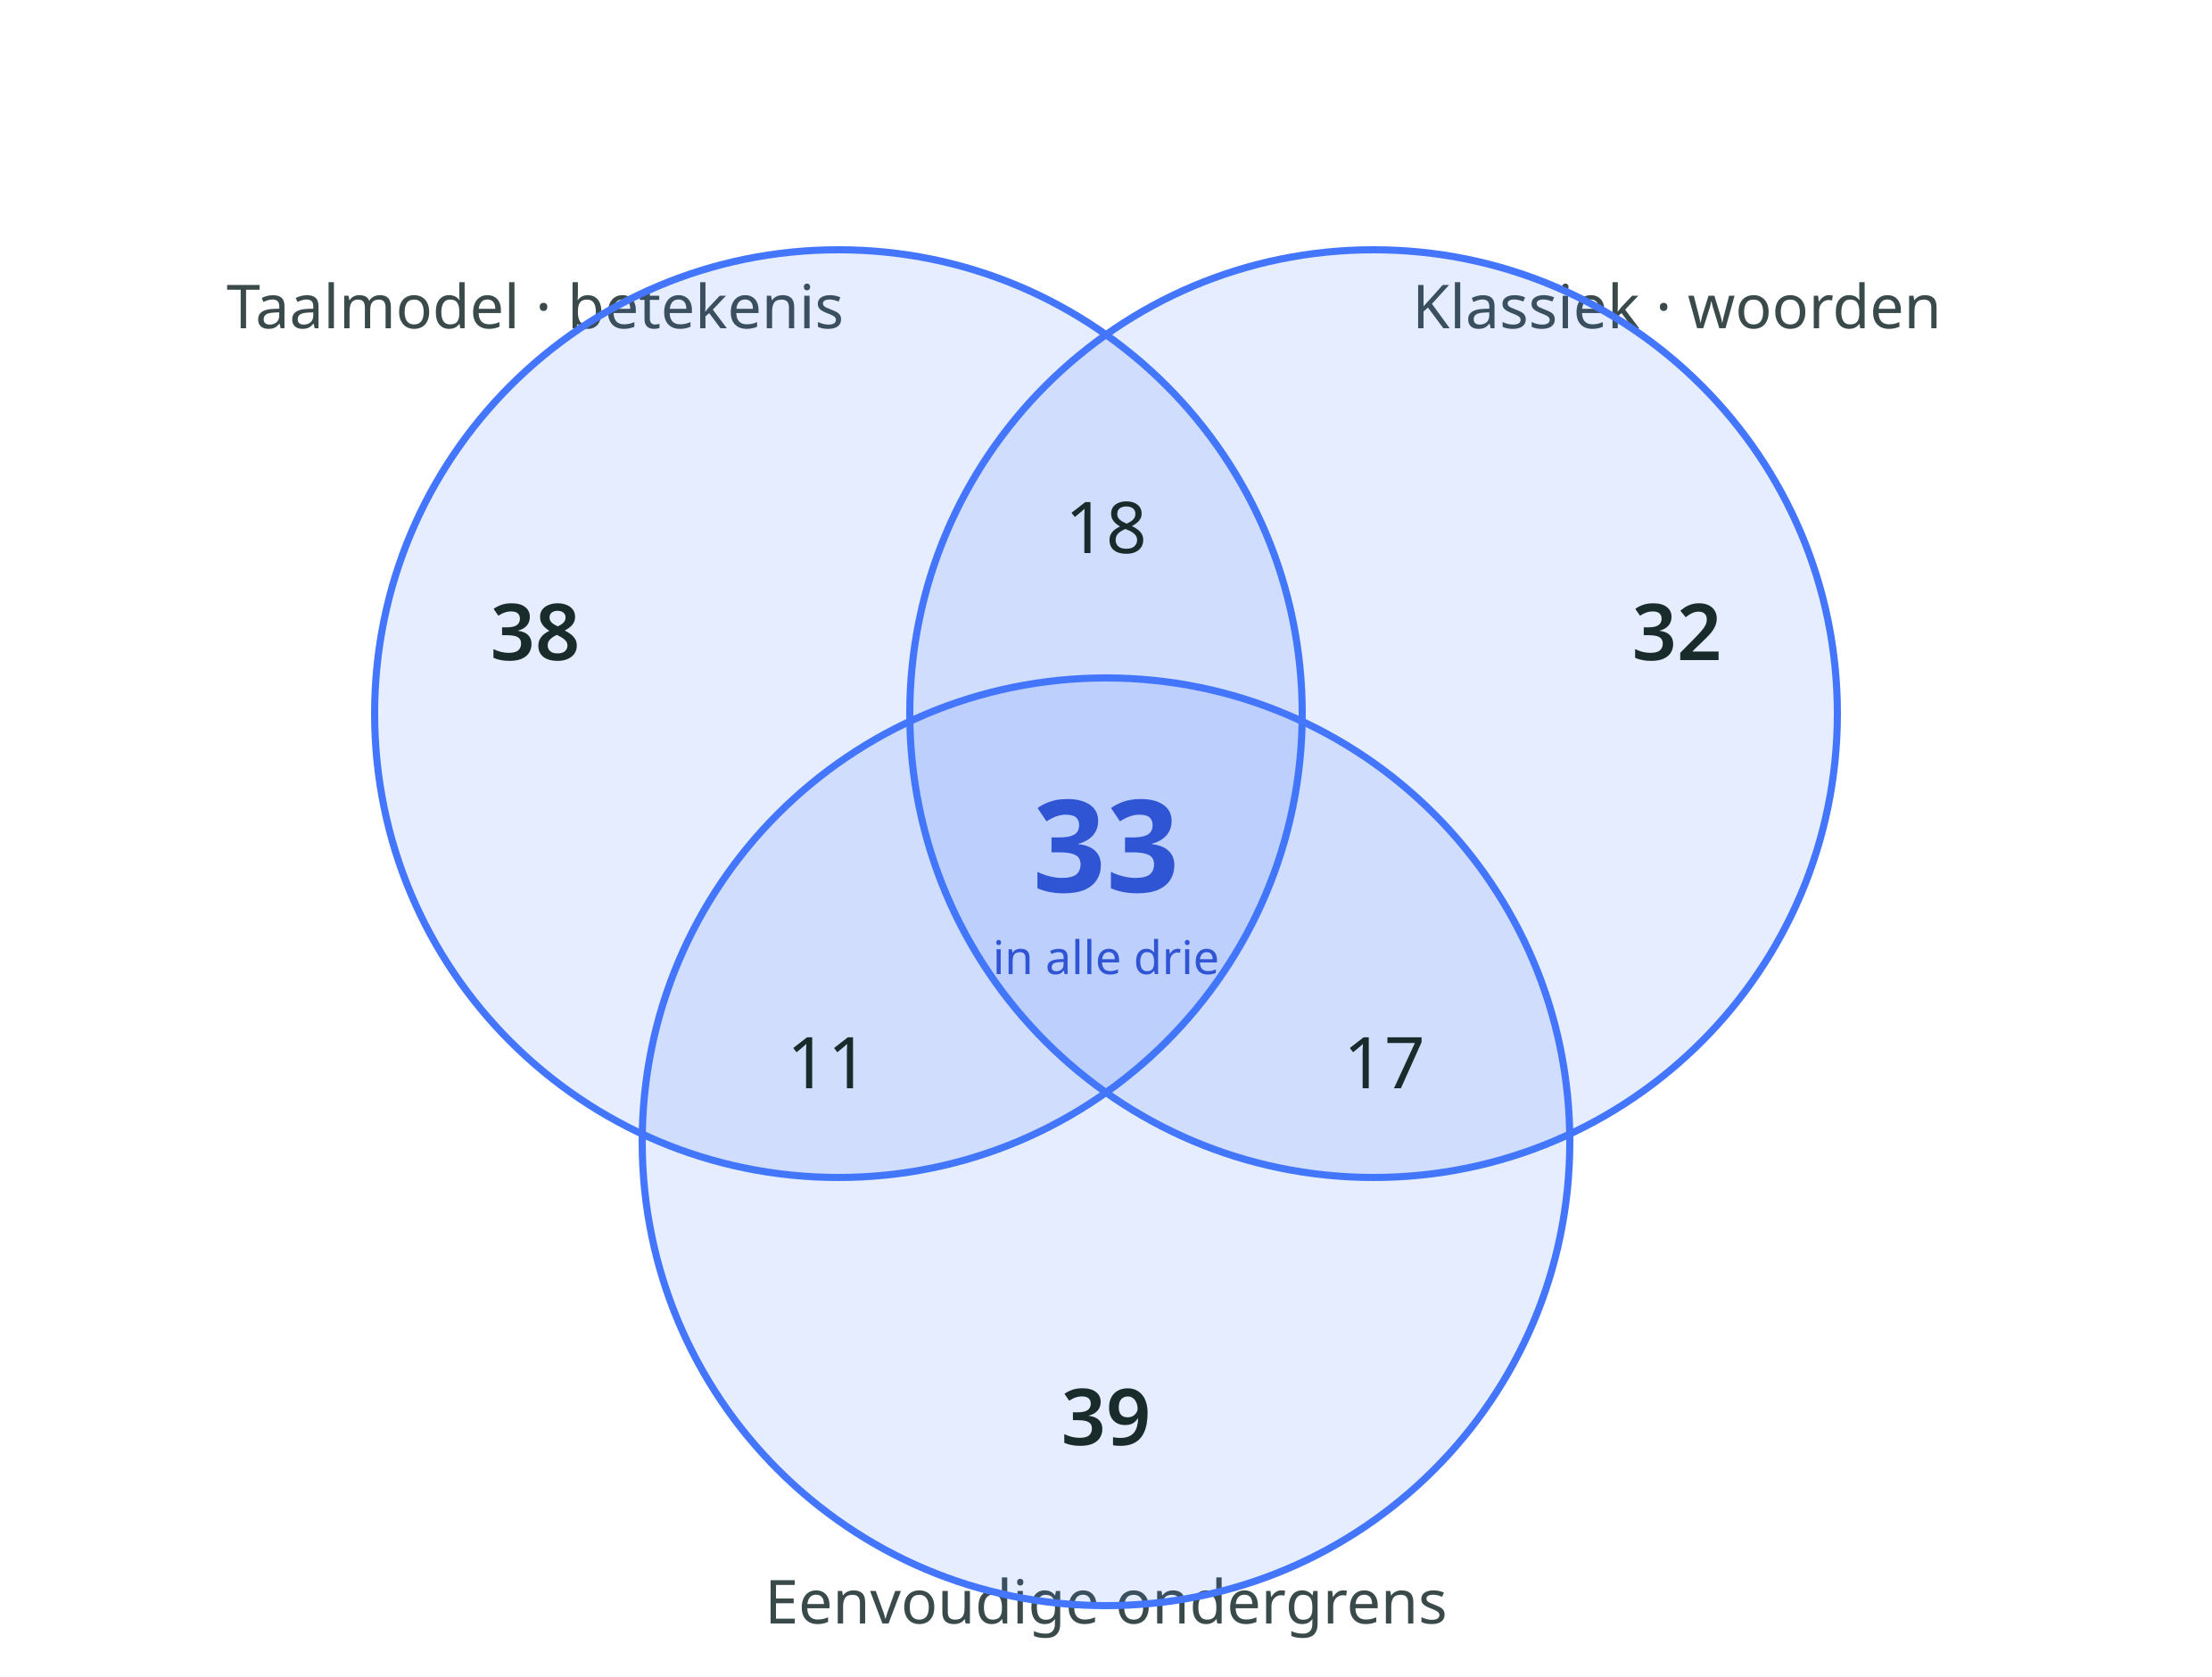 Taalmodel · betekenis
Klassiek · woorden
18
38
32
33
in alle drie
11
17
39
Eenvoudige ondergrens